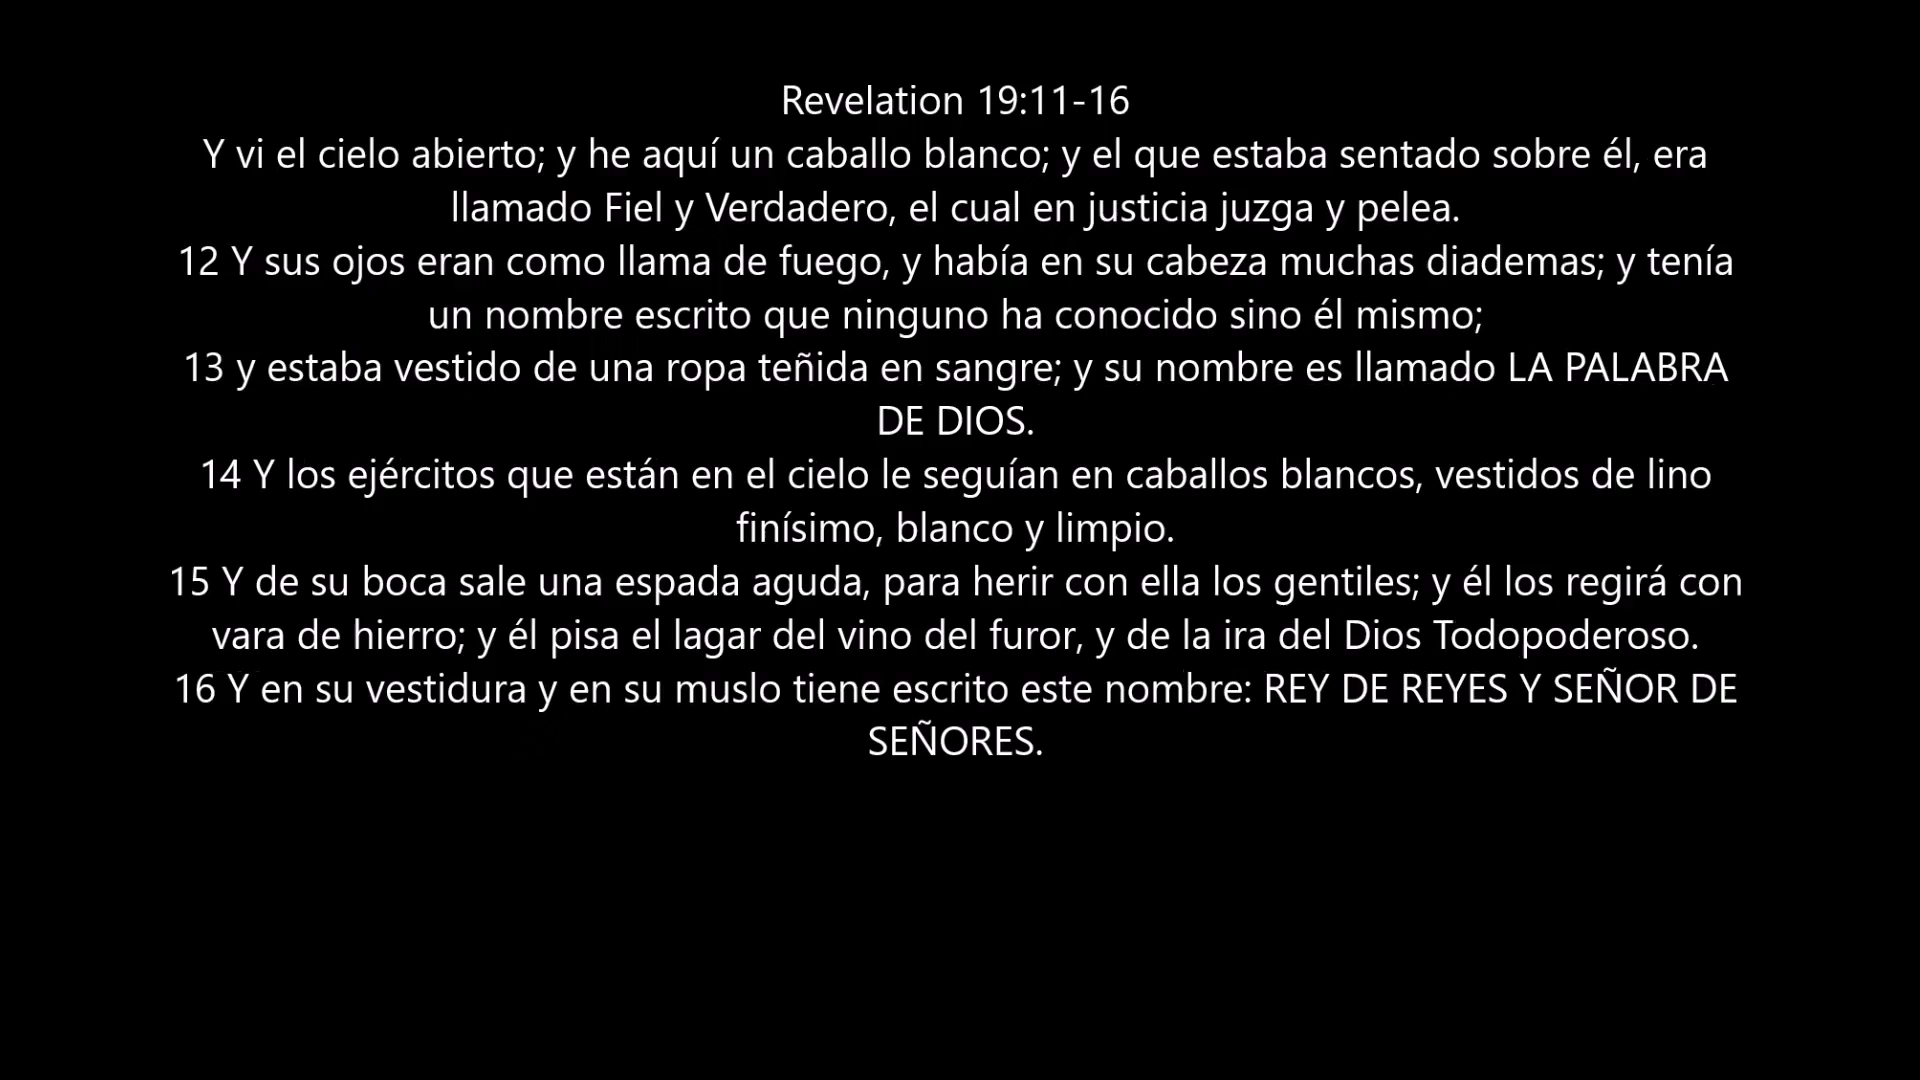 Revelation 19:11-16
Y vi el cielo abierto; y he aquí un caballo blanco; y el que estaba sentado sobre él, era
llamado Fiel y Verdadero, el cual en justicia juzga y pelea.
12 Y sus ojos eran como llama de fuego, y había en su cabeza muchas diademas; y tenía
un nombre escrito que ninguno ha conocido sino él mismo;
13 y estaba vestido de una ropa teñida en sangre; y su nombre es llamado LA PALABRA
DE DIOS.
14 Y los ejércitos que están en el cielo le seguían en caballos blancos, vestidos de lino
finísimo, blanco y limpio.
15 Y de su boca sale una espada aguda, para herir con ella los gentiles; y él los regirá con
vara de hierro; y él pisa el lagar del vino del furor, y de la ira del Dios Todopoderoso.
16 Y en su vestidura y en su muslo tiene escrito este nombre: REY DE REYES Y SEÑOR DE
SEÑORES.